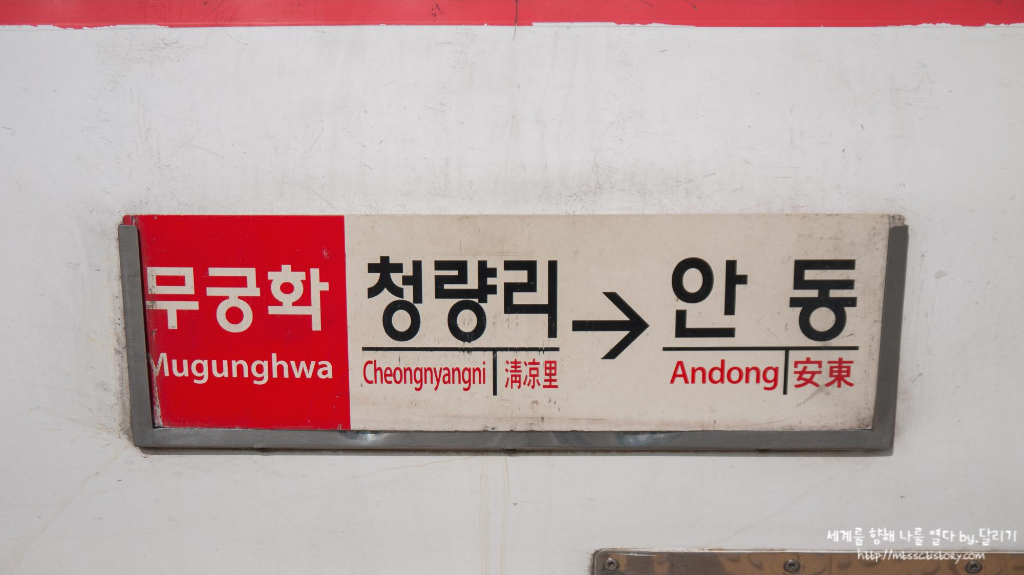 무궁화
Mugunghwa
청량리 → 안동
Cheongnyangni 淸凉里 Andong 安東
세계를 향해 나를 열다 by.달리기